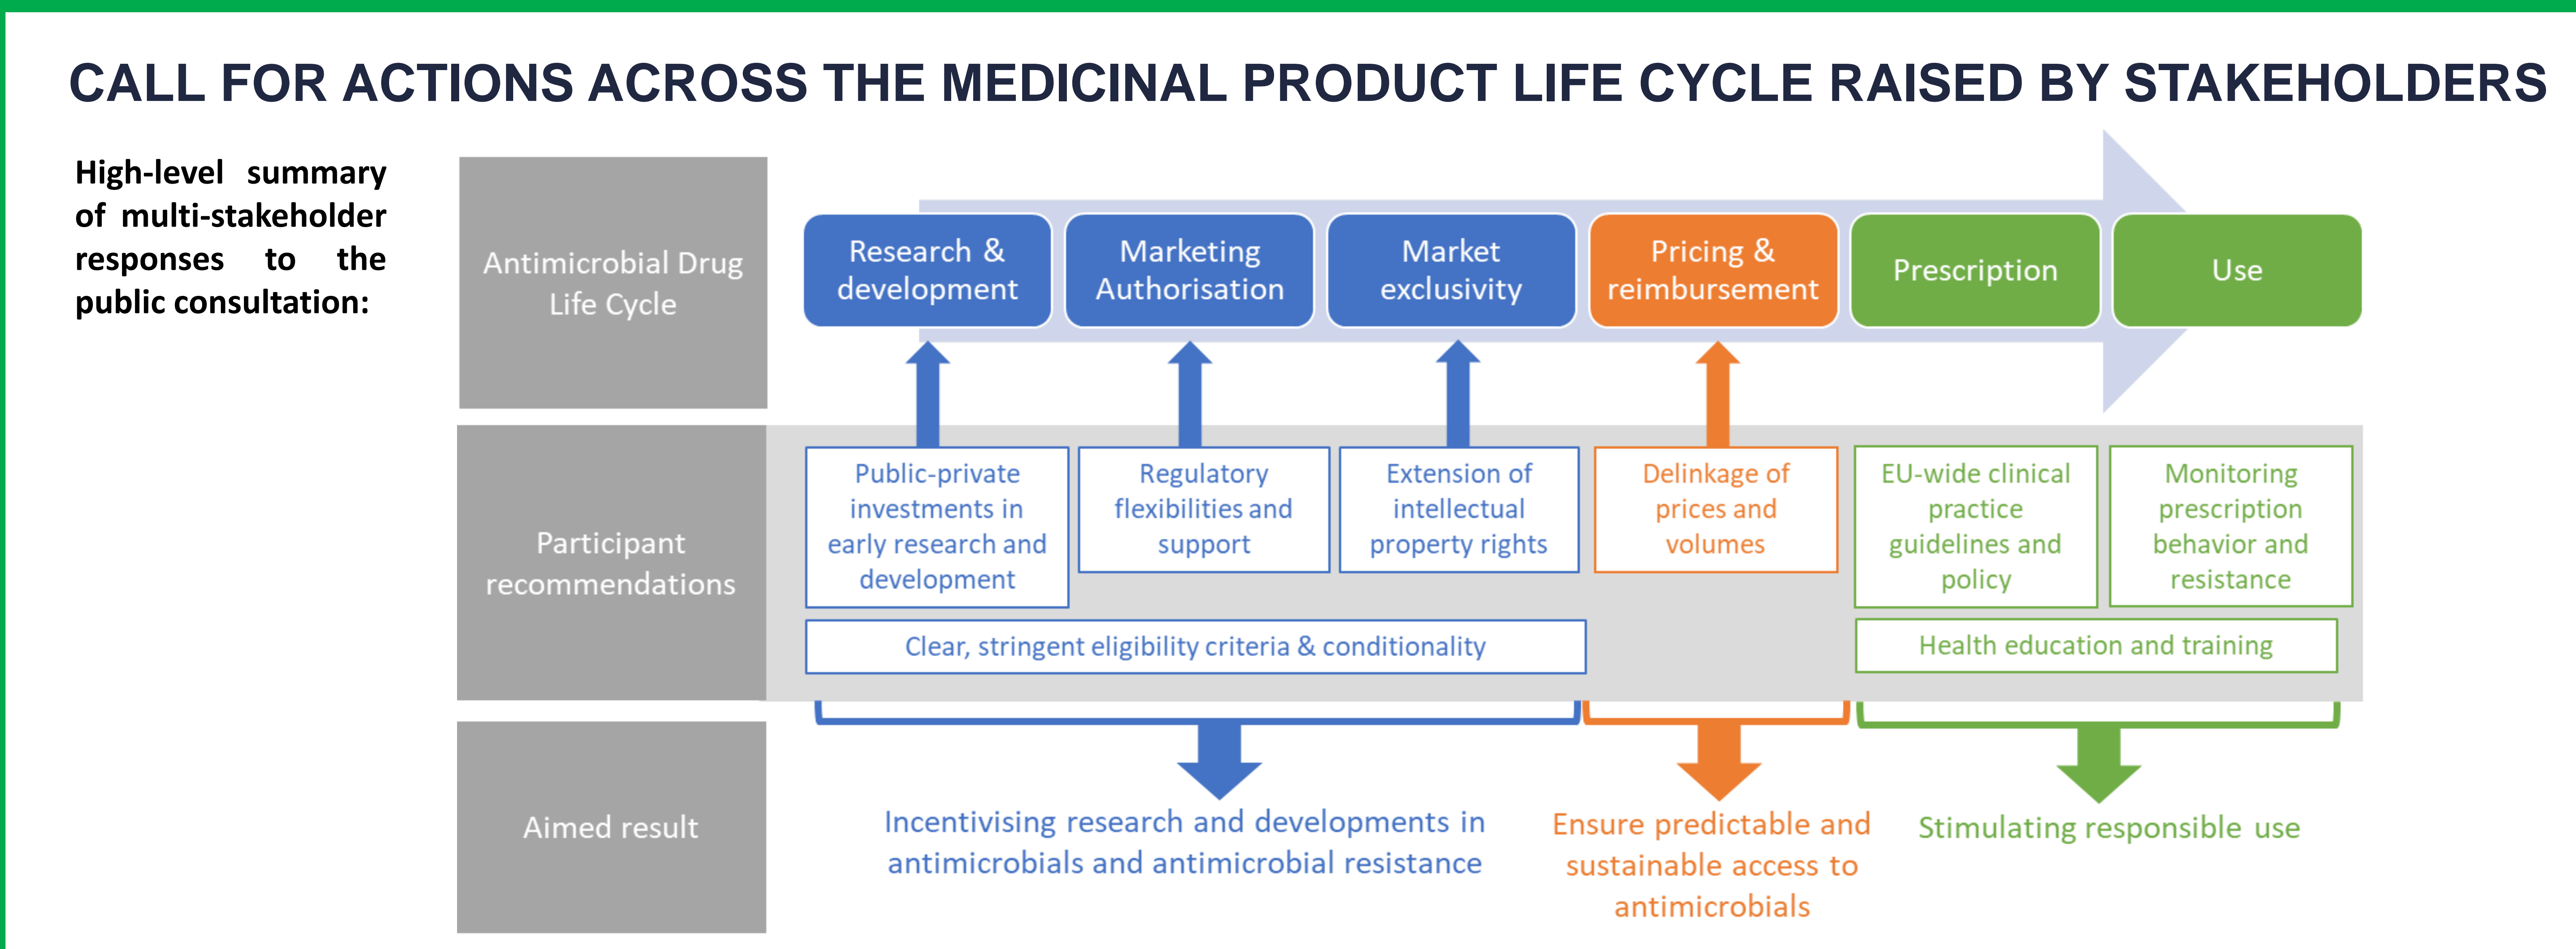 CALL FOR ACTIONS ACROSS THE MEDICINAL PRODUCT LIFE CYCLE RAISED BY STAKEHOLDERS
High-level summary
of multi-stakeholder
responses to the
public consultation:
Antimicrobial Drug
Life Cycle
Research &
development
Marketing
Authorisation
Market
exclusivity
Pricing &
reimbursement
Prescription
Use
Participant
recommendations
Public-private
investments in
early research and
development
Regulatory
flexibilities and
support
Extension of
intellectual
property rights
Delinkage of
prices and
volumes
EU-wide clinical
practice
guidelines and
policy
Monitoring
prescription
behavior and
resistance
Clear, stringent eligibility criteria & conditionality
Health education and training
Aimed result
Incentivising research and developments in
antimicrobials and antimicrobial resistance
Ensure predictable and
sustainable access to
antimicrobials
Stimulating responsible use